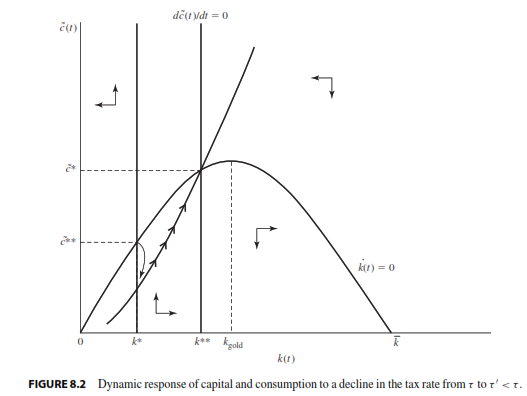 dc̃(t)/dt = 0
c̃(t)
c̃*
c̃**
k̇(t) = 0
0
k*
k**
kgold
k̅
k(t)
FIGURE 8.2 Dynamic response of capital and consumption to a decline in the tax rate from τ to τ′ < τ.